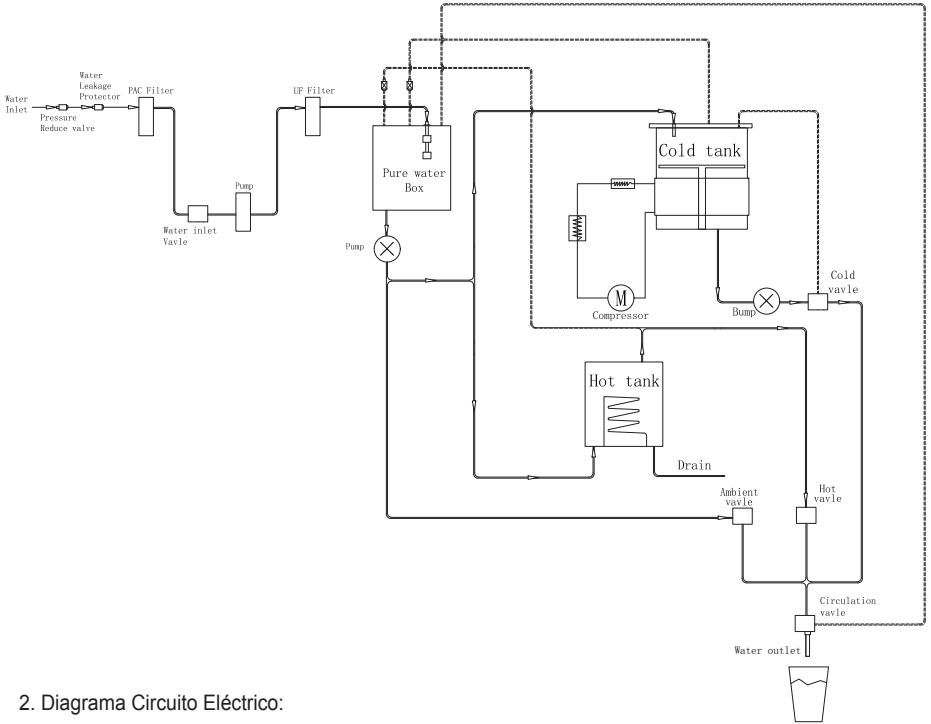 Water
Inlet
Pressure
Reduce valve
Water
Leakage
Protector
PAC Filter
Water inlet
Vavle
Pump
UF Filter
Pure water
Box
Pump
Cold tank
M
Compressor
Bump
Cold
vavle
Hot tank
Drain
Ambient
vavle
Hot
vavle
Circulation
vavle
Water outlet
2. Diagrama Circuito Eléctrico: